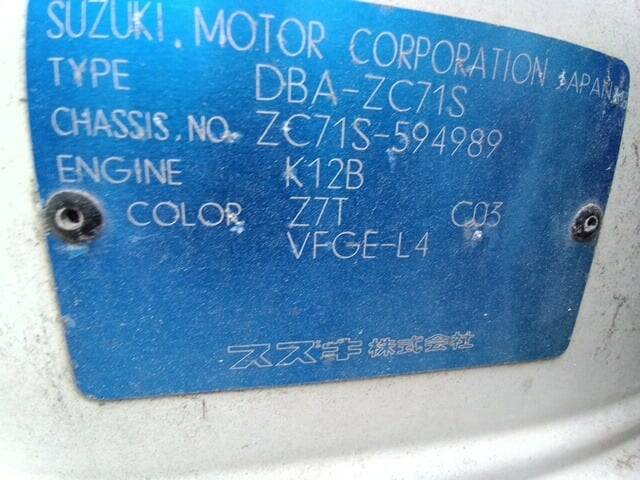 SUZUKI. MOTOR CORPORATION JAPAN
TYPE DBA-ZC71S
CHASSIS.NO. ZC71S-594989
ENGINE K12B
COLOR Z7T C03
VFGE-L4
スズキ株式会社